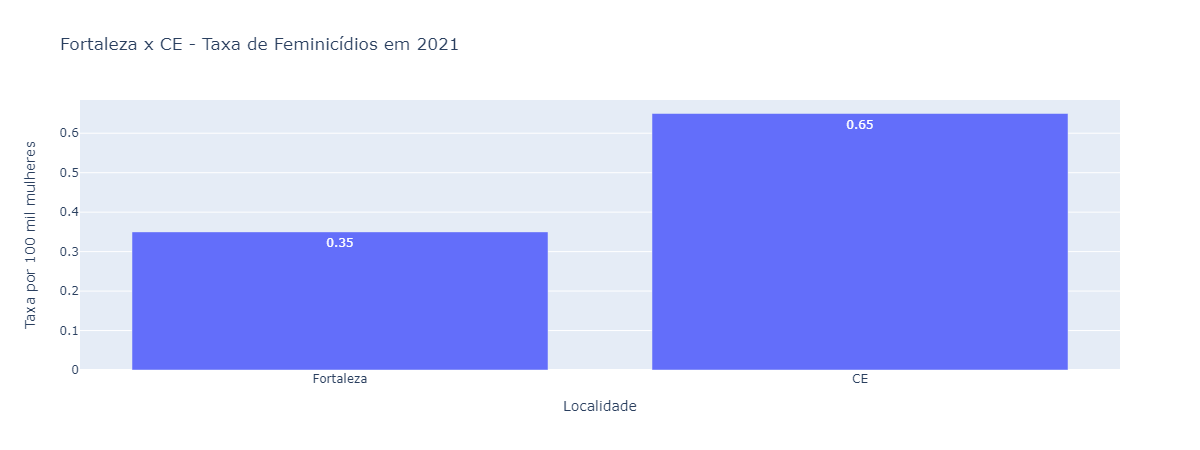 Fortaleza x CE - Taxa de Feminicídios em 2021
Taxa por 100 mil mulheres
0.6
0.5
0.4
0.3
0.2
0.1
0
0.35
0.65
Fortaleza
CE
Localidade